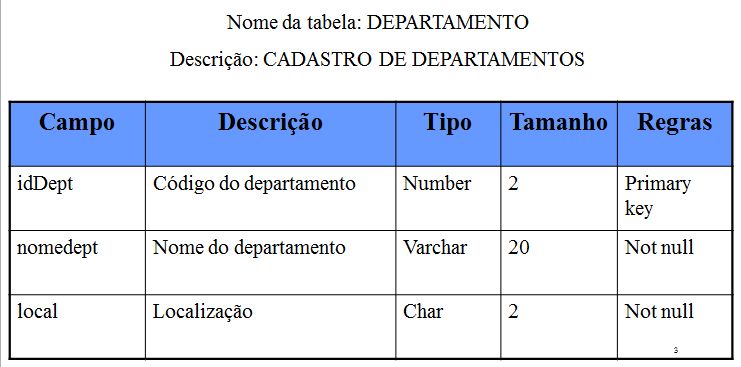 Nome da tabela: DEPARTAMENTO
Descrição: CADASTRO DE DEPARTAMENTOS
Campo Descrição Tipo Tamanho Regras
idDept Código do departamento Number 2 Primary
key
nomedept Nome do departamento Varchar 20 Not null
local Localização Char 2 Not null
3